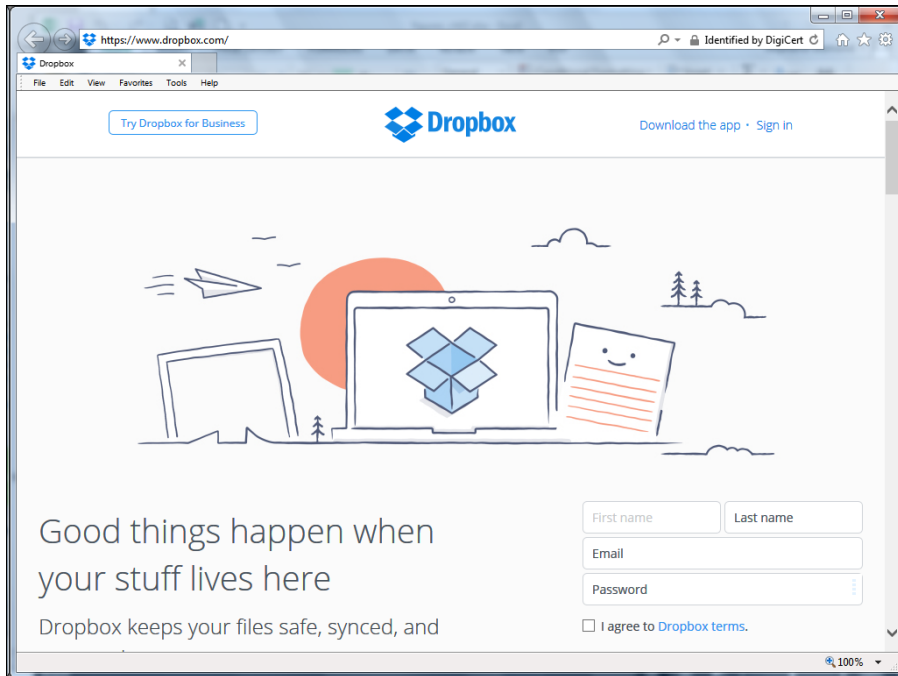 https://www.dropbox.com/
Identified by DigiCert
Dropbox
File Edit View Favorites Tools Help
Try Dropbox for Business
Dropbox
Download the app • Sign in
Good things happen when
your stuff lives here
Dropbox keeps your files safe, synced, and
First name
Last name
Email
Password
I agree to Dropbox terms.
100%